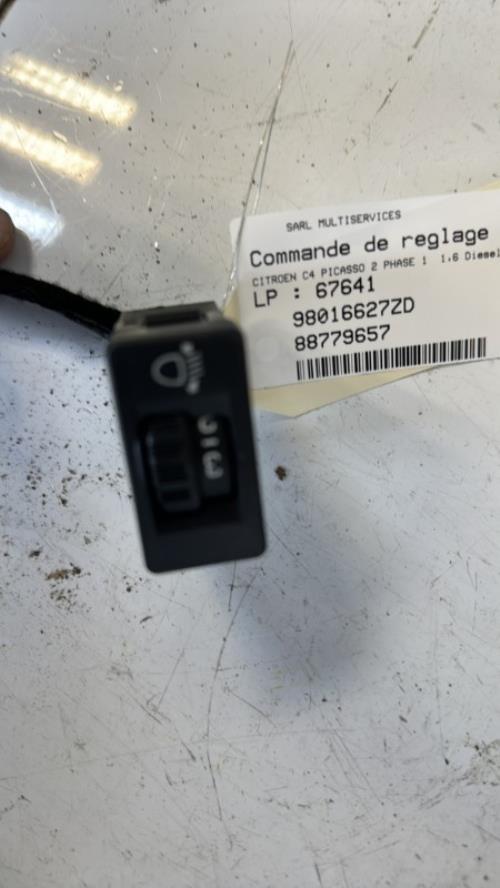 SARL MULTISERVICES
Commande de reglage
CITROEN C4 PICASSO 2 PHASE 1 1.6 Diesel
LP : 67641
98016627ZD
88779657